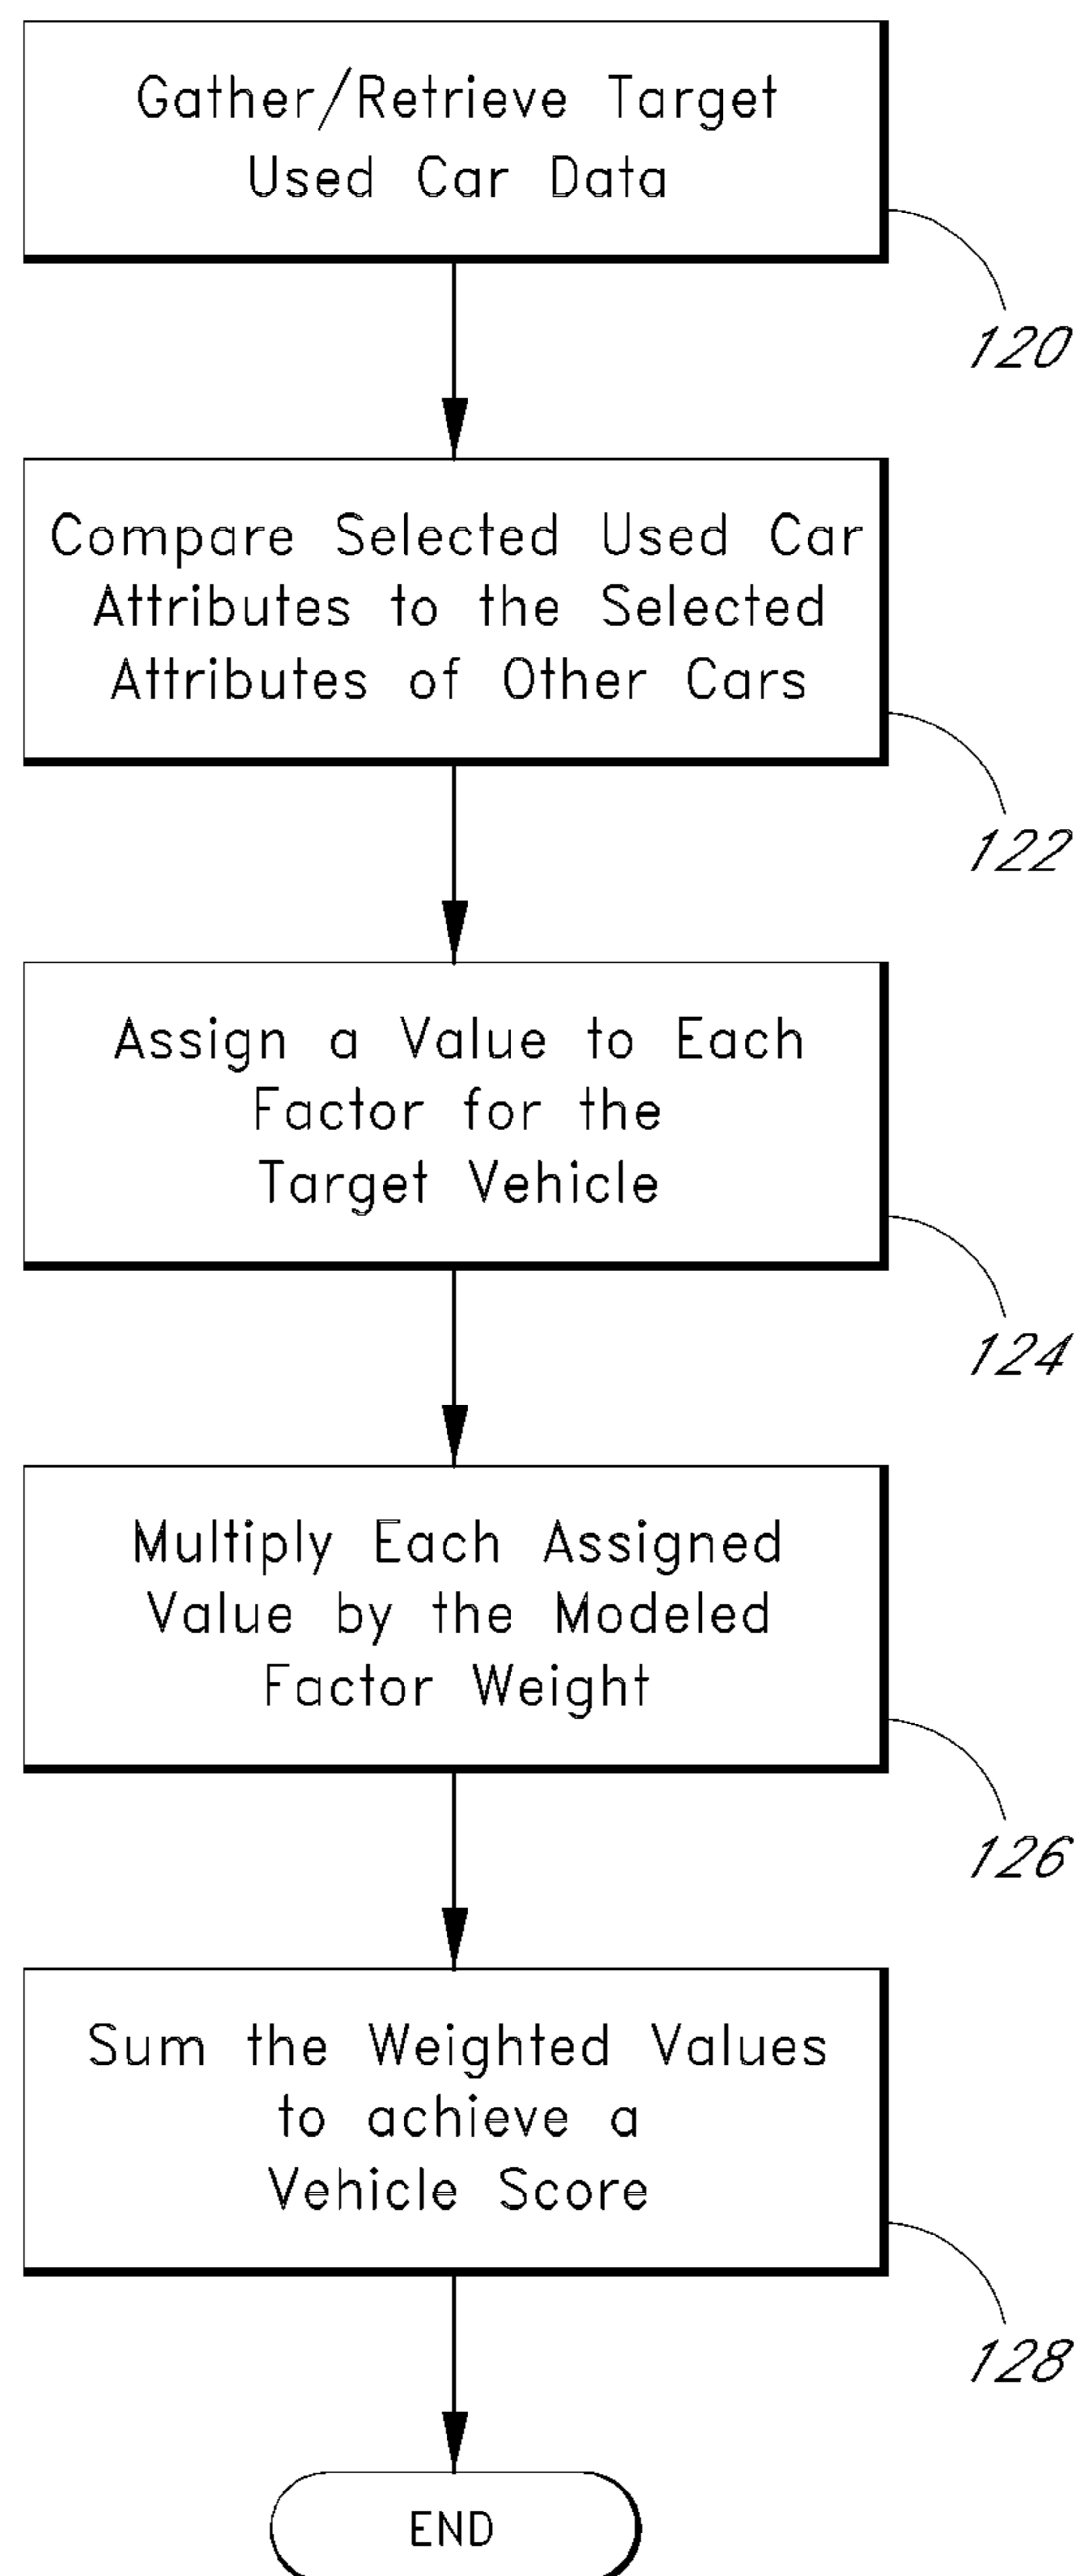 Gather/Retrieve Target
Used Car Data
120
Compare Selected Used Car
Attributes to the Selected
Attributes of Other Cars
122
Assign a Value to Each
Factor for the
Target Vehicle
124
Multiply Each Assigned
Value by the Modeled
Factor Weight
126
Sum the Weighted Values
to achieve a
Vehicle Score
128
END